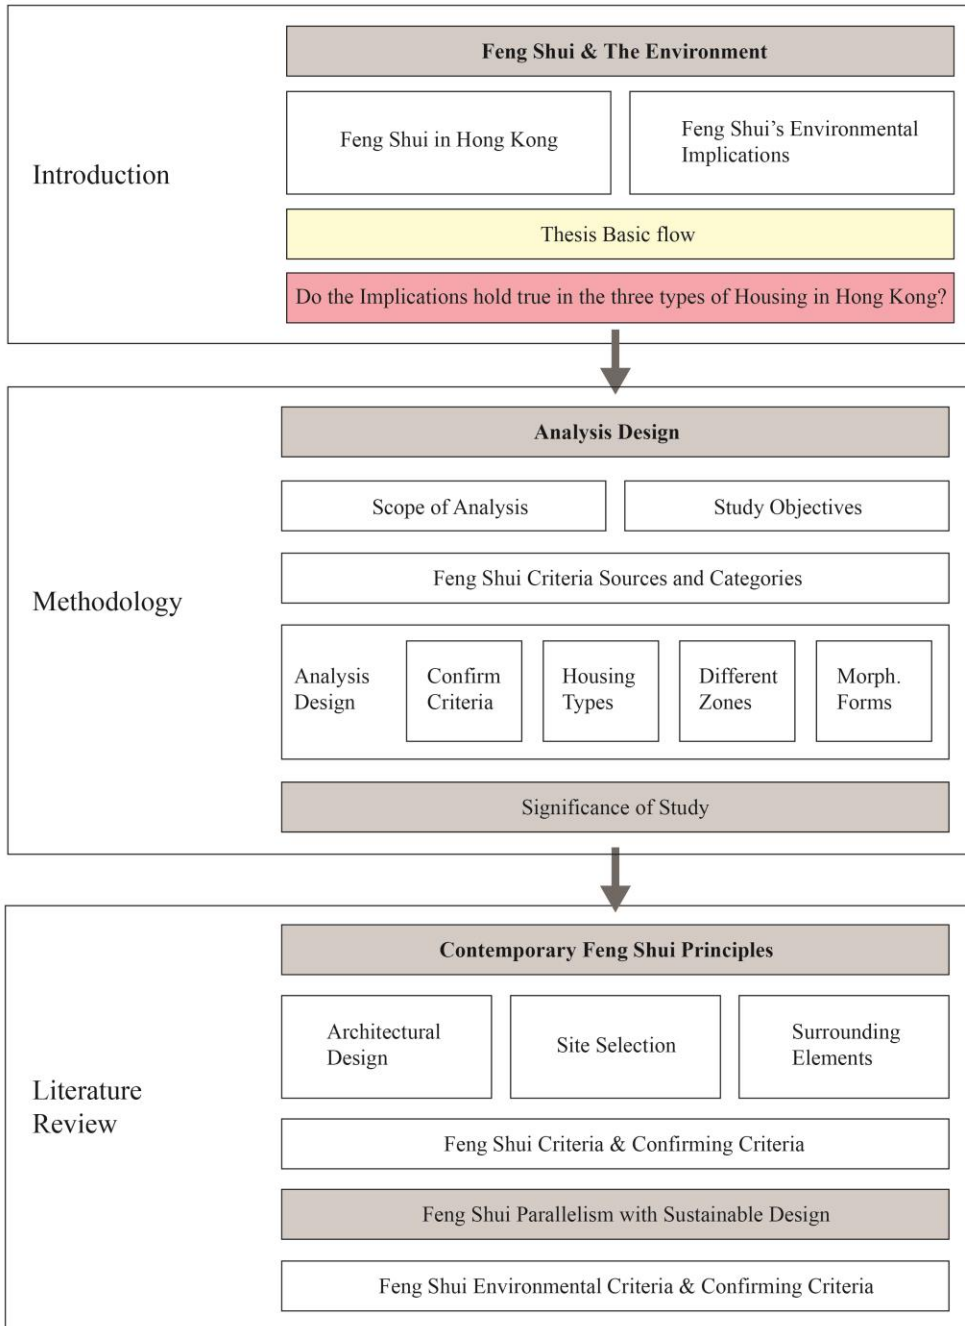 Feng Shui & The Environment
Introduction
Feng Shui in Hong Kong
Feng Shui’s Environmental
Implications
Thesis Basic flow
Do the Implications hold true in the three types of Housing in Hong Kong?
Methodology
Analysis Design
Scope of Analysis
Study Objectives
Feng Shui Criteria Sources and Categories
Analysis
Design
Confirm
Criteria
Housing
Types
Different
Zones
Morph.
Forms
Significance of Study
Literature
Review
Contemporary Feng Shui Principles
Architectural
Design
Site Selection
Surrounding
Elements
Feng Shui Criteria & Confirming Criteria
Feng Shui Parallelism with Sustainable Design
Feng Shui Environmental Criteria & Confirming Criteria